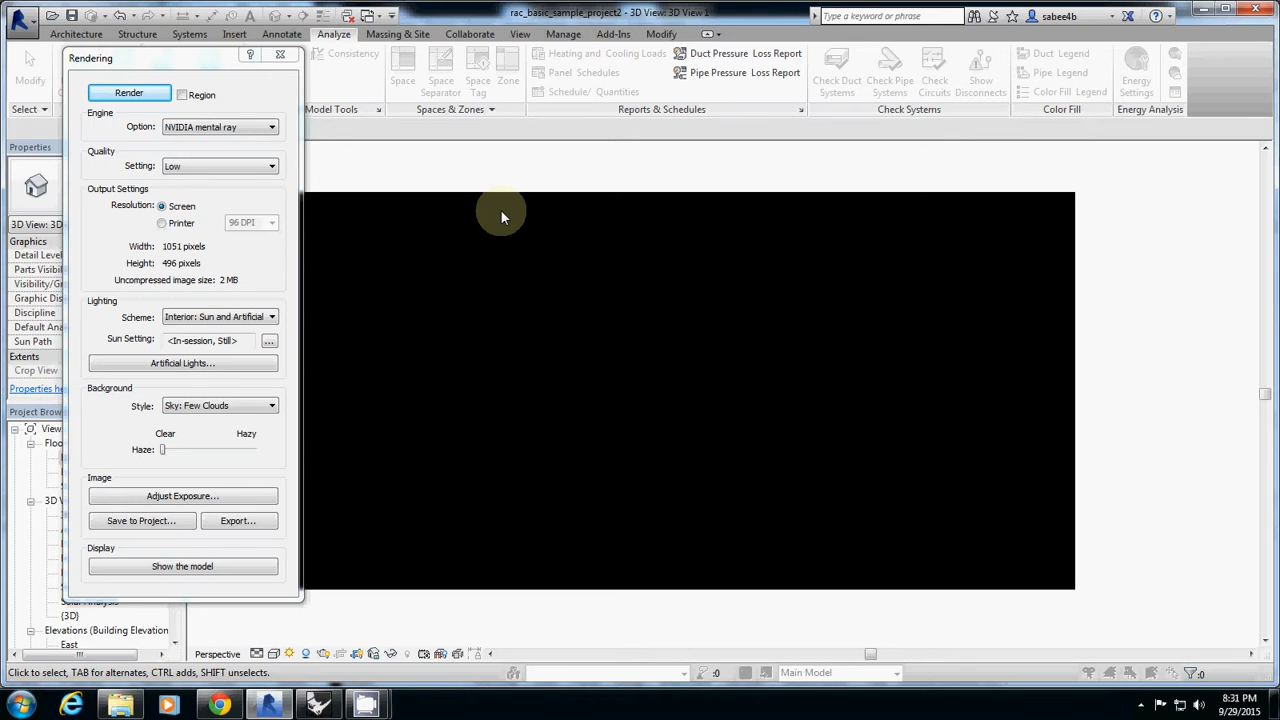 rac_basic_sample_project2 - 3D View: 3D View 1
Type a keyword or phrase
sabee4b
Architecture Structure Systems Insert Annotate Analyze Massing & Site Collaborate View Manage Add-Ins Modify
Rendering
Consistency
Heating and Cooling Loads
Duct Pressure Loss Report
Duct Legend
Panel Schedules
Pipe Pressure Loss Report
Pipe Legend
Schedule/ Quantities
Color Fill Legend
Modify
Space
Space Separator
Space Tag
Zone
Check Duct Systems
Check Pipe Systems
Check Circuits
Show Disconnects
Energy Settings
Select
Model Tools
Spaces & Zones
Reports & Schedules
Check Systems
Color Fill
Energy Analysis
Render
Region
Engine
Option: NVIDIA mental ray
Quality
Setting: Low
Output Settings
Resolution: Screen
Printer 96 DPI
Width: 1051 pixels
Height: 496 pixels
Uncompressed image size: 2 MB
Lighting
Scheme: Interior: Sun and Artificial
Sun Setting: <In-session, Still> ...
Artificial Lights...
Background
Style: Sky: Few Clouds
Clear Hazy
Haze:
Image
Adjust Exposure...
Save to Project... Export...
Display
Show the model
Properties
3D View: 3D
Graphics
Detail Level
Parts Visibility
Visibility/Gr
Graphic Disp
Discipline
Default Ana
Sun Path
Extents
Crop View
Properties he
Project Brow
View
Floo
3D V
Solar Analysis
{3D}
Elevations (Building Elevation
East
Perspective
Click to select, TAB for alternates, CTRL adds, SHIFT unselects.
:0
Main Model
:0
8:31 PM
9/29/2015